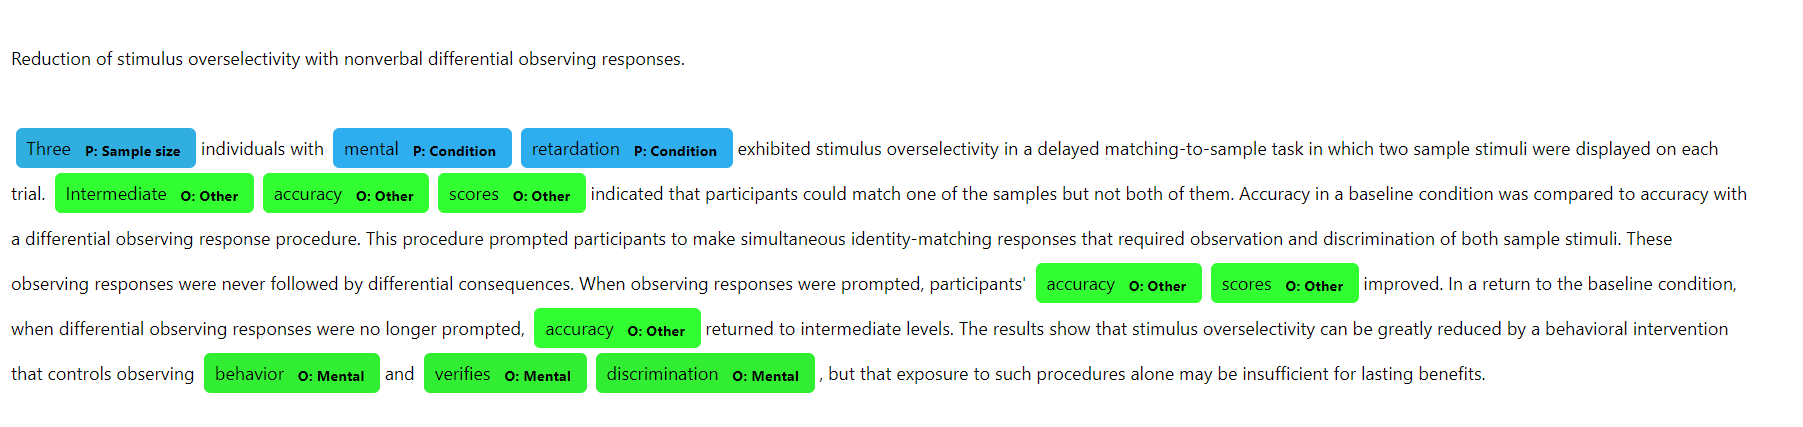 Reduction of stimulus overselectivity with nonverbal differential observing responses.
Three P: Sample size individuals with mental P: Condition retardation P: Condition exhibited stimulus overselectivity in a delayed matching-to-sample task in which two sample stimuli were displayed on each
trial. Intermediate O: Other accuracy O: Other scores O: Other indicated that participants could match one of the samples but not both of them. Accuracy in a baseline condition was compared to accuracy with
a differential observing response procedure. This procedure prompted participants to make simultaneous identity-matching responses that required observation and discrimination of both sample stimuli. These
observing responses were never followed by differential consequences. When observing responses were prompted, participants' accuracy O: Other scores O: Other improved. In a return to the baseline condition,
when differential observing responses were no longer prompted, accuracy O: Other returned to intermediate levels. The results show that stimulus overselectivity can be greatly reduced by a behavioral intervention
that controls observing behavior O: Mental and verifies O: Mental discrimination O: Mental , but that exposure to such procedures alone may be insufficient for lasting benefits.